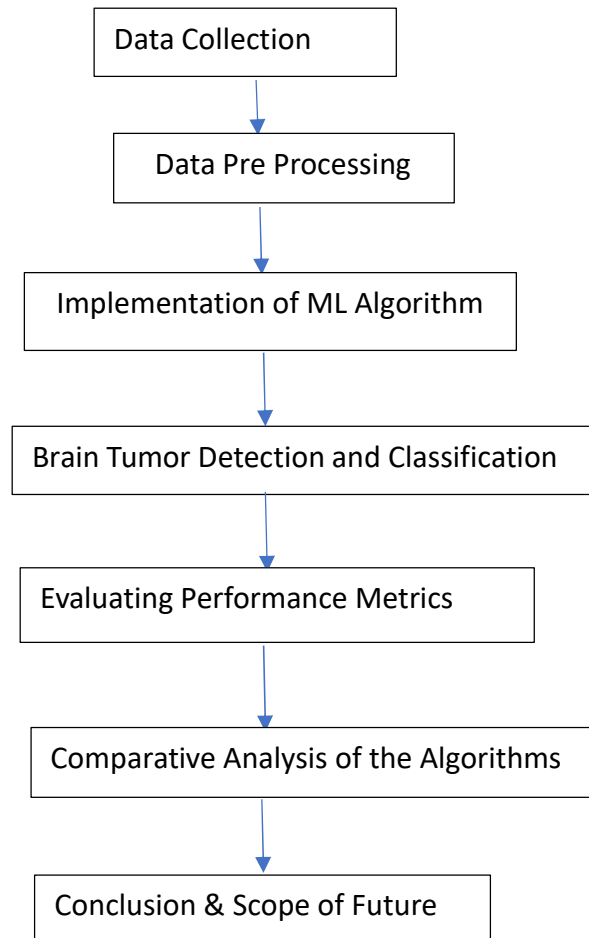 Data Collection
Data Pre Processing
Implementation of ML Algorithm
Brain Tumor Detection and Classification
Evaluating Performance Metrics
Comparative Analysis of the Algorithms
Conclusion & Scope of Future